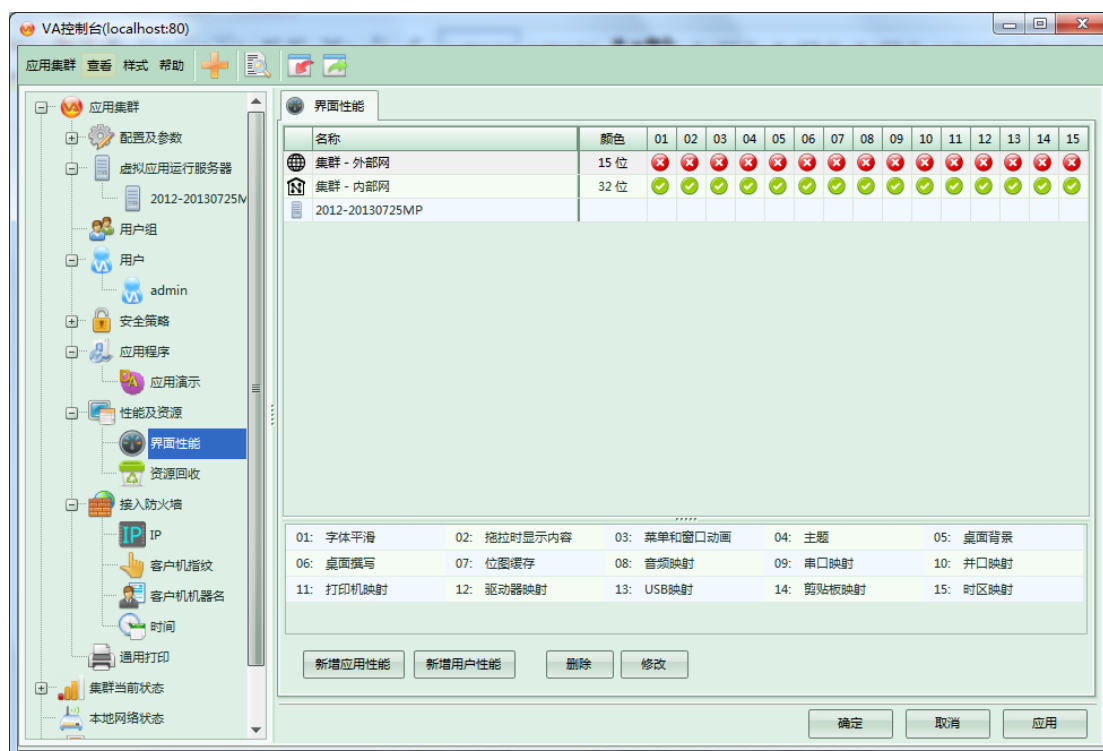 VA控制台(localhost:80)
应用集群 查看 样式 帮助
应用集群
配置及参数
虚拟应用运行服务器
2012-20130725M
用户组
用户
admin
安全策略
应用程序
应用演示
性能及资源
界面性能
资源回收
接入防火墙
IP IP
客户机指纹
客户机机器名
时间
通用打印
集群当前状态
本地网络状态
界面性能
名称 颜色 01 02 03 04 05 06 07 08 09 10 11 12 13 14 15
集群 - 外部网 15 位
集群 - 内部网 32 位
2012-20130725MP
01: 字体平滑 02: 拖拉时显示内容 03: 菜单和窗口动画 04: 主题 05: 桌面背景
06: 桌面撰写 07: 位图缓存 08: 音频映射 09: 串口映射 10: 并口映射
11: 打印机映射 12: 驱动器映射 13: USB映射 14: 剪贴板映射 15: 时区映射
新增应用性能 新增用户性能 删除 修改
确定 取消 应用